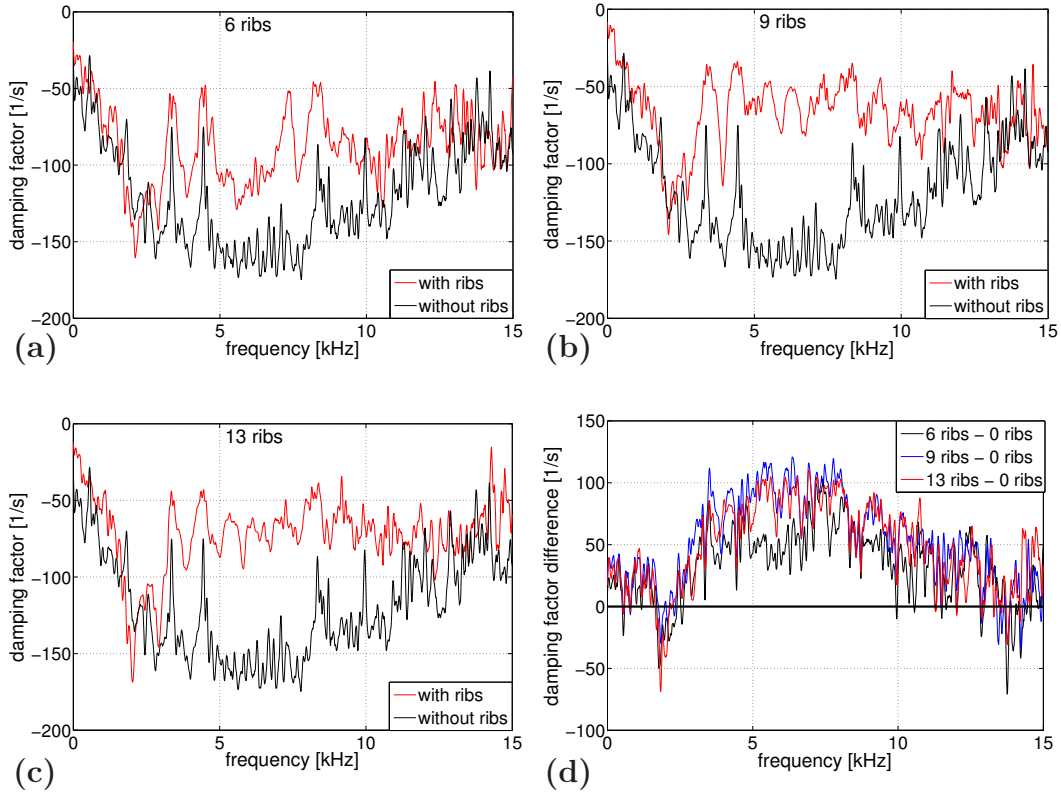 6 ribs
0
−50
−100
−150
−200
damping factor [1/s]
with ribs
without ribs
0
5
10
15
frequency [kHz]
(a)
9 ribs
0
−50
−100
−150
−200
damping factor [1/s]
with ribs
without ribs
0
5
10
15
frequency [kHz]
(b)
13 ribs
0
−50
−100
−150
−200
damping factor [1/s]
with ribs
without ribs
0
5
10
15
frequency [kHz]
(c)
150
100
50
0
−50
−100
damping factor difference [1/s]
6 ribs − 0 ribs
9 ribs − 0 ribs
13 ribs − 0 ribs
0
5
10
15
frequency [kHz]
(d)